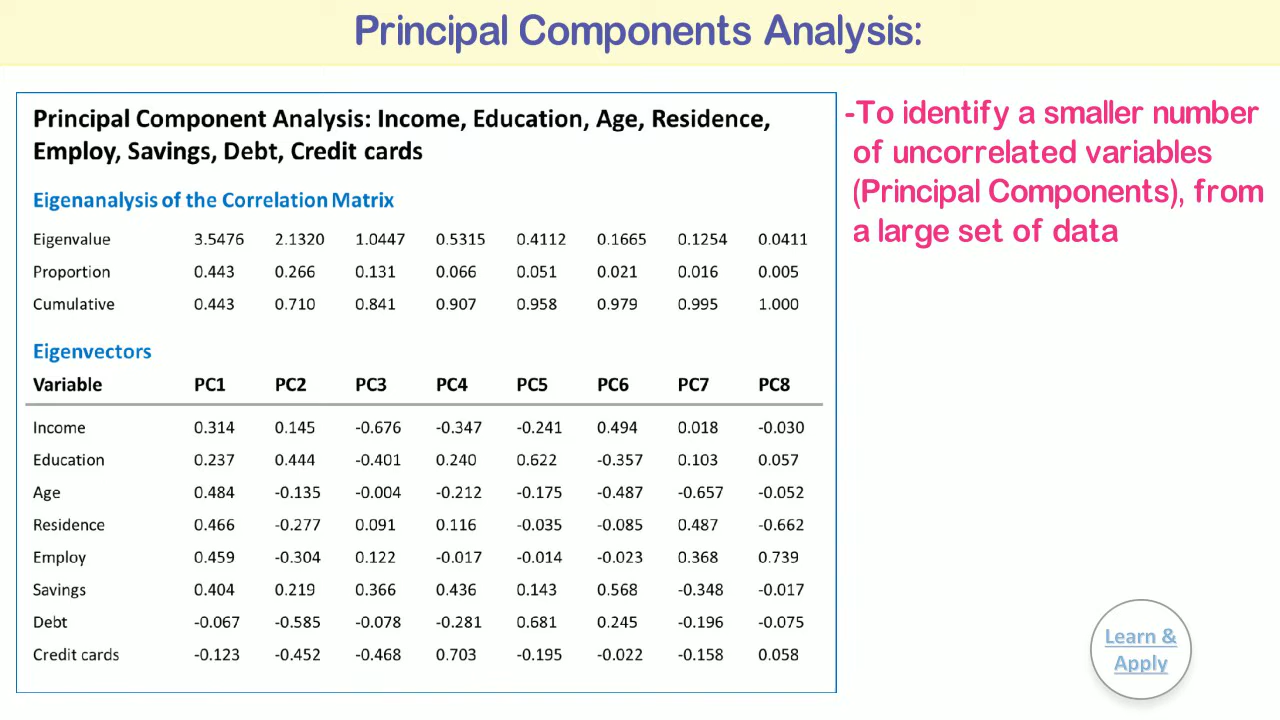 Principal Components Analysis:
Principal Component Analysis: Income, Education, Age, Residence,
Employ, Savings, Debt, Credit cards
Eigenanalysis of the Correlation Matrix
Eigenvalue 3.5476 2.1320 1.0447 0.5315 0.4112 0.1665 0.1254 0.0411
Proportion 0.443 0.266 0.131 0.066 0.051 0.021 0.016 0.005
Cumulative 0.443 0.710 0.841 0.907 0.958 0.979 0.995 1.000
Eigenvectors
Variable PC1 PC2 PC3 PC4 PC5 PC6 PC7 PC8
Income 0.314 0.145 -0.676 -0.347 -0.241 0.494 0.018 -0.030
Education 0.237 0.444 -0.401 0.240 0.622 -0.357 0.103 0.057
Age 0.484 -0.135 -0.004 -0.212 -0.175 -0.487 -0.657 -0.052
Residence 0.466 -0.277 0.091 0.116 -0.035 -0.085 0.487 -0.662
Employ 0.459 -0.304 0.122 -0.017 -0.014 -0.023 0.368 0.739
Savings 0.404 0.219 0.366 0.436 0.143 0.568 -0.348 -0.017
Debt -0.067 -0.585 -0.078 -0.281 0.681 0.245 -0.196 -0.075
Credit cards -0.123 -0.452 -0.468 0.703 -0.195 -0.022 -0.158 0.058
-To identify a smaller number
of uncorrelated variables
(Principal Components), from
a large set of data
Learn &
Apply